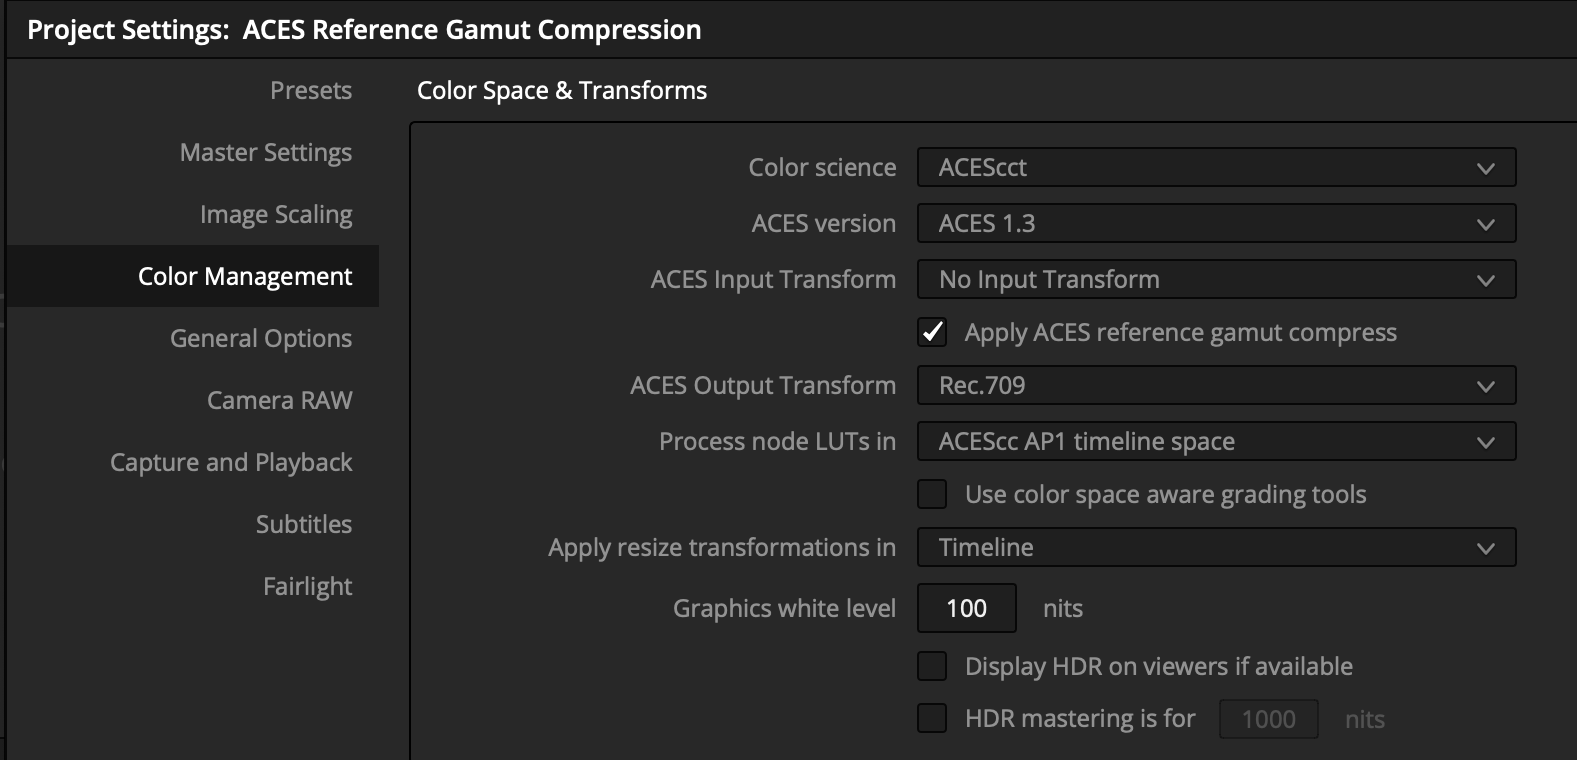 Project Settings: ACES Reference Gamut Compression
Presets
Master Settings
Image Scaling
Color Management
General Options
Camera RAW
Capture and Playback
Subtitles
Fairlight
Color Space & Transforms
Color science ACEScct
ACES version ACES 1.3
ACES Input Transform No Input Transform
Apply ACES reference gamut compress
ACES Output Transform Rec.709
Process node LUTs in ACEScc AP1 timeline space
Use color space aware grading tools
Apply resize transformations in Timeline
Graphics white level 100 nits
Display HDR on viewers if available
HDR mastering is for 1000 nits